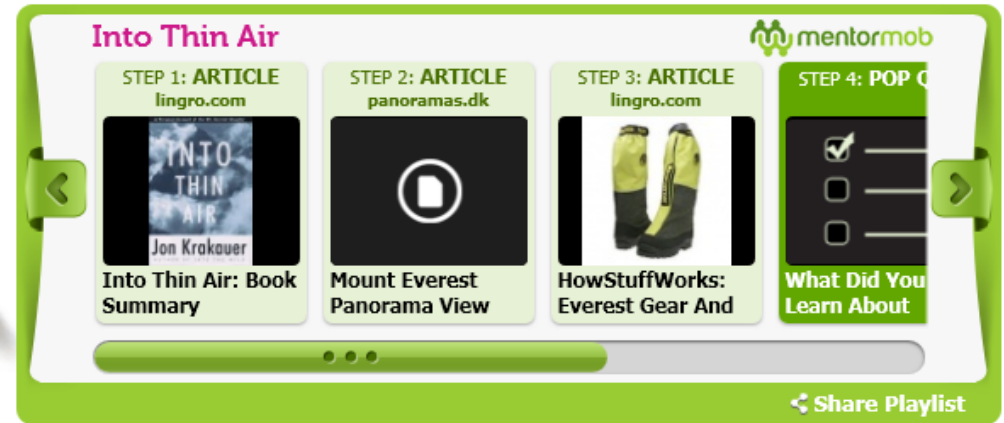 Into Thin Air
mentormob
STEP 1: ARTICLE
lingro.com
INTO
THIN
AIR
Jon Krakauer
Into Thin Air: Book
Summary
STEP 2: ARTICLE
panoramas.dk
Mount Everest
Panorama View
STEP 3: ARTICLE
lingro.com
HowStuffWorks:
Everest Gear And
STEP 4: POP Q
What Did You
Learn About
Share Playlist